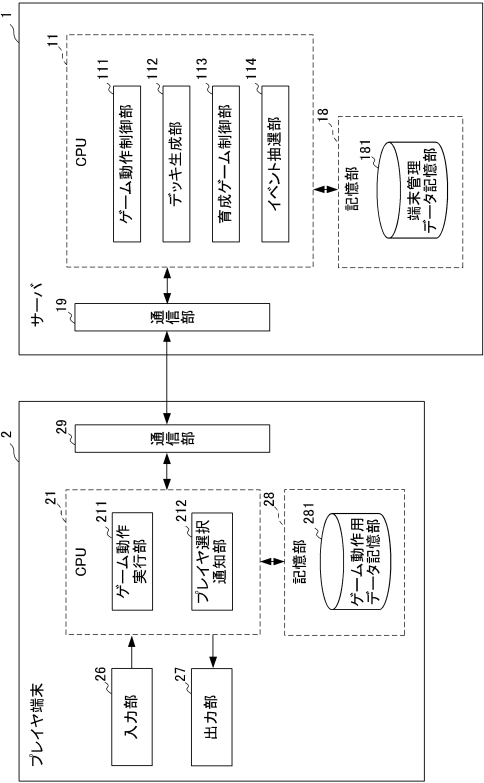 1
サーバ
11
CPU
111
ゲーム動作制御部
112
デッキ生成部
113
育成ゲーム制御部
114
イベント抽選部
18
記憶部
181
端末管理
データ記憶部
19
通信部
2
プレイヤ端末
29
通信部
21
CPU
211
ゲーム動作
実行部
212
プレイヤ選択
通知部
28
記憶部
281
ゲーム動作用
データ記憶部
26
入力部
27
出力部